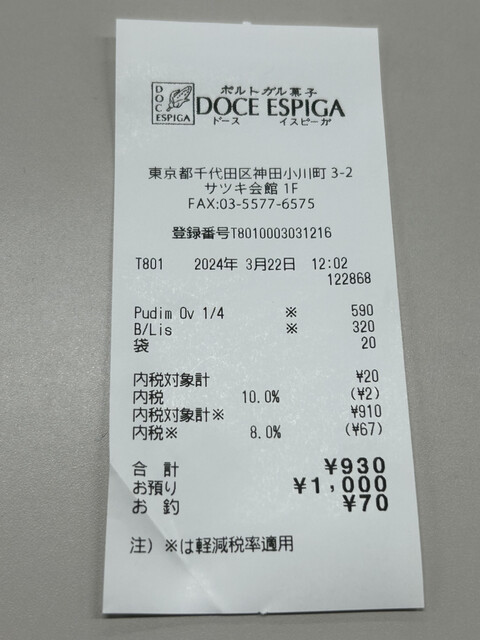 DOC
ESPIGA
ポルトガル菓子
DOCE ESPIGA
ドース イスピーガ
東京都千代田区神田小川町3-2
サツキ会館 1F
FAX:03-5577-6575
登録番号T8010003031216
T801 2024年 3月22日 12:02
122868
Pudim Ov 1/4 ※ 590
B/Lis ※ 320
袋 20
内税対象計 ¥20
内税 10.0% (¥2)
内税対象計※ ¥910
内税※ 8.0% (¥67)
合 計 ¥930
お預り ¥1,000
お 釣 ¥70
注) ※は軽減税率適用